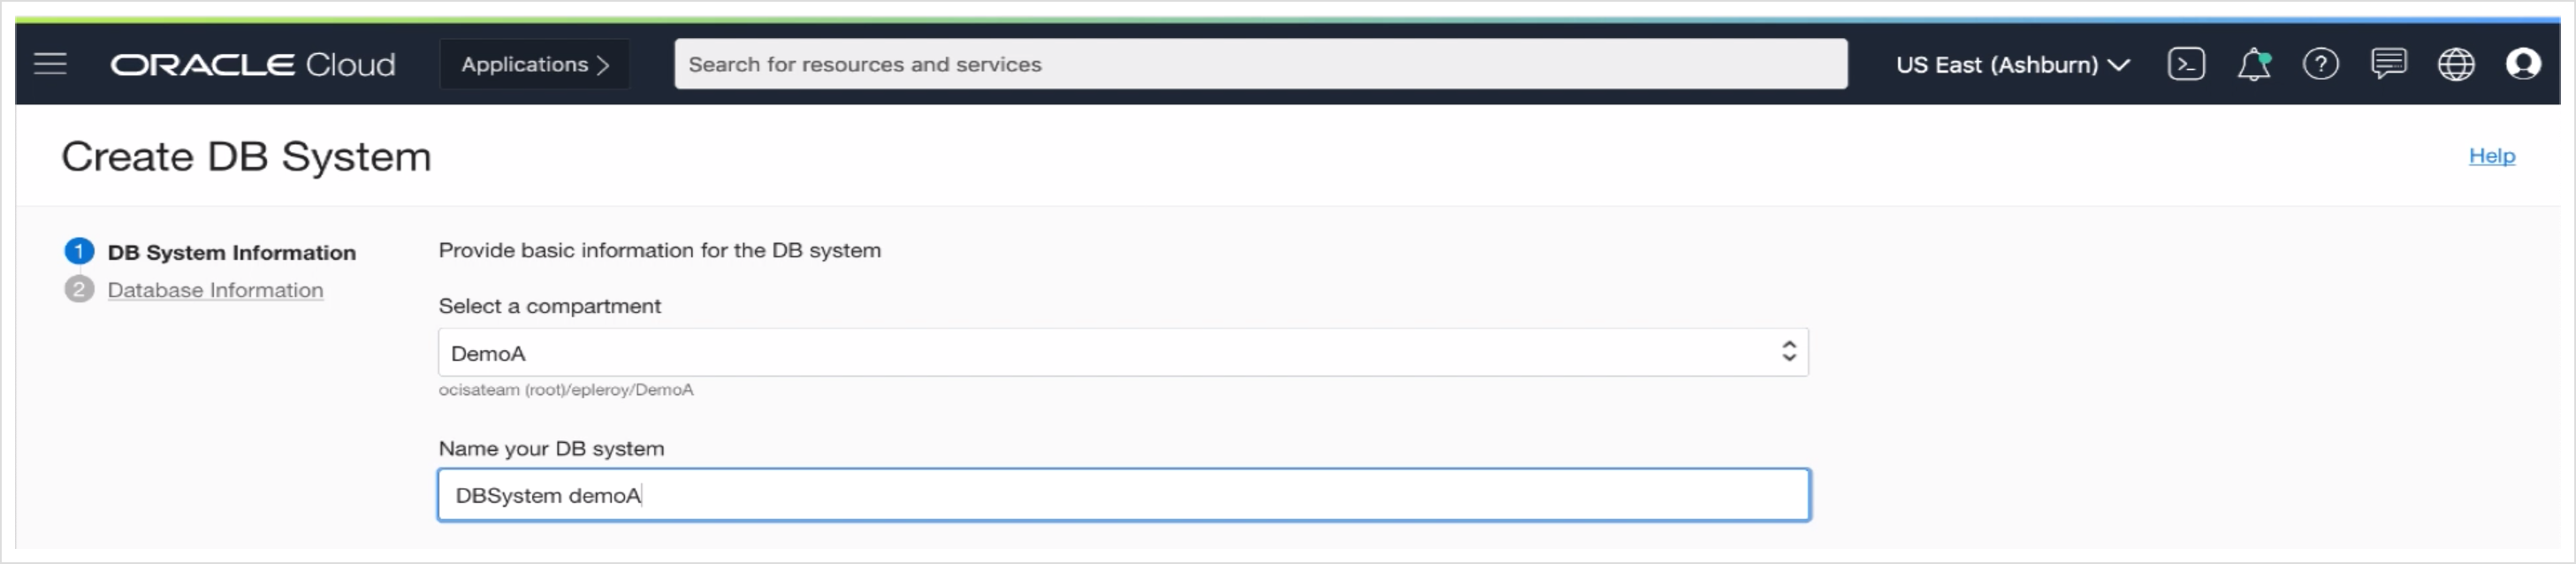 ORACLE Cloud Applications > Search for resources and services US East (Ashburn)
Create DB System Help
1 DB System Information
2 Database Information
Provide basic information for the DB system
Select a compartment
DemoA
ocisateam (root)/epleroy/DemoA
Name your DB system
DBSystem demoA